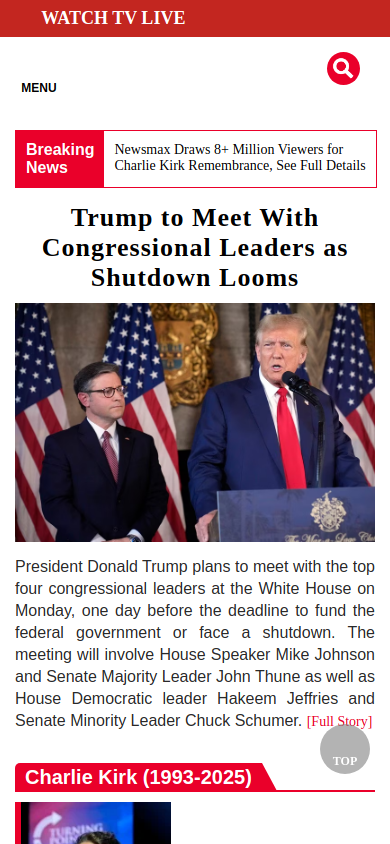 WATCH TV LIVE
MENU
Breaking
News
Newsmax Draws 8+ Million Viewers for
Charlie Kirk Remembrance, See Full Details
Trump to Meet With
Congressional Leaders as
Shutdown Looms
President Donald Trump plans to meet with the top
four congressional leaders at the White House on
Monday, one day before the deadline to fund the
federal government or face a shutdown. The
meeting will involve House Speaker Mike Johnson
and Senate Majority Leader John Thune as well as
House Democratic leader Hakeem Jeffries and
Senate Minority Leader Chuck Schumer. [Full Story]
TOP
Charlie Kirk (1993-2025)
TURNING